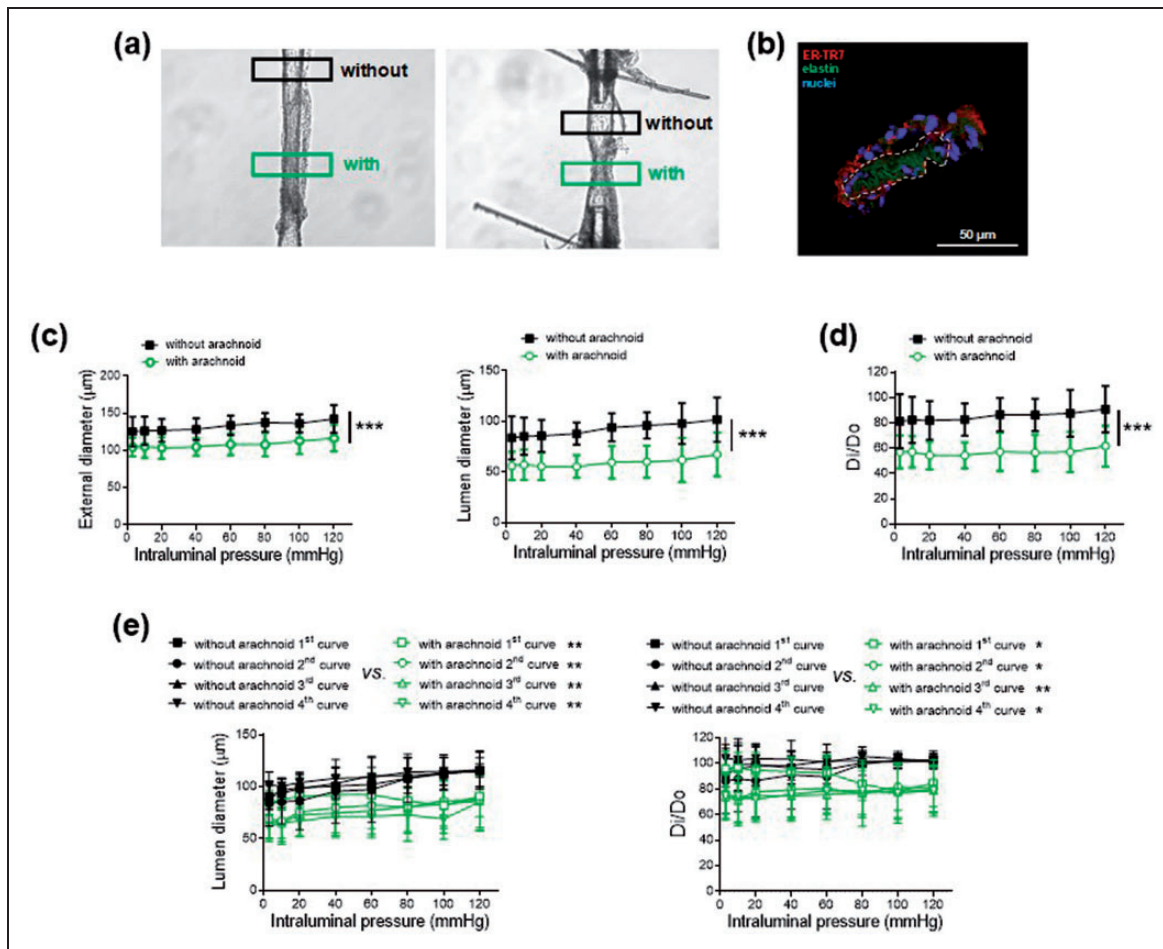 (a)
without
with
without
with
(b)
ER-TR7
elastin
nuclei
50 µm
(c)
without arachnoid
with arachnoid
External diameter (µm)
200
150
100
50
0
0 20 40 60 80 100 120
Intraluminal pressure (mmHg)
***
without arachnoid
with arachnoid
Lumen diameter (µm)
150
100
50
0
0 20 40 60 80 100 120
Intraluminal pressure (mmHg)
***
(d)
without arachnoid
with arachnoid
Di/Do
120
100
80
60
40
20
0
0 20 40 60 80 100 120
Intraluminal pressure (mmHg)
***
(e)
without arachnoid 1st curve
without arachnoid 2nd curve
without arachnoid 3rd curve
without arachnoid 4th curve
vs.
with arachnoid 1st curve **
with arachnoid 2nd curve **
with arachnoid 3rd curve **
with arachnoid 4th curve **
Lumen diameter (µm)
150
100
50
0
0 20 40 60 80 100 120
Intraluminal pressure (mmHg)
without arachnoid 1st curve
without arachnoid 2nd curve
without arachnoid 3rd curve
without arachnoid 4th curve
vs.
with arachnoid 1st curve *
with arachnoid 2nd curve *
with arachnoid 3rd curve **
with arachnoid 4th curve *
Di/Do
120
100
80
60
40
20
0
0 20 40 60 80 100 120
Intraluminal pressure (mmHg)